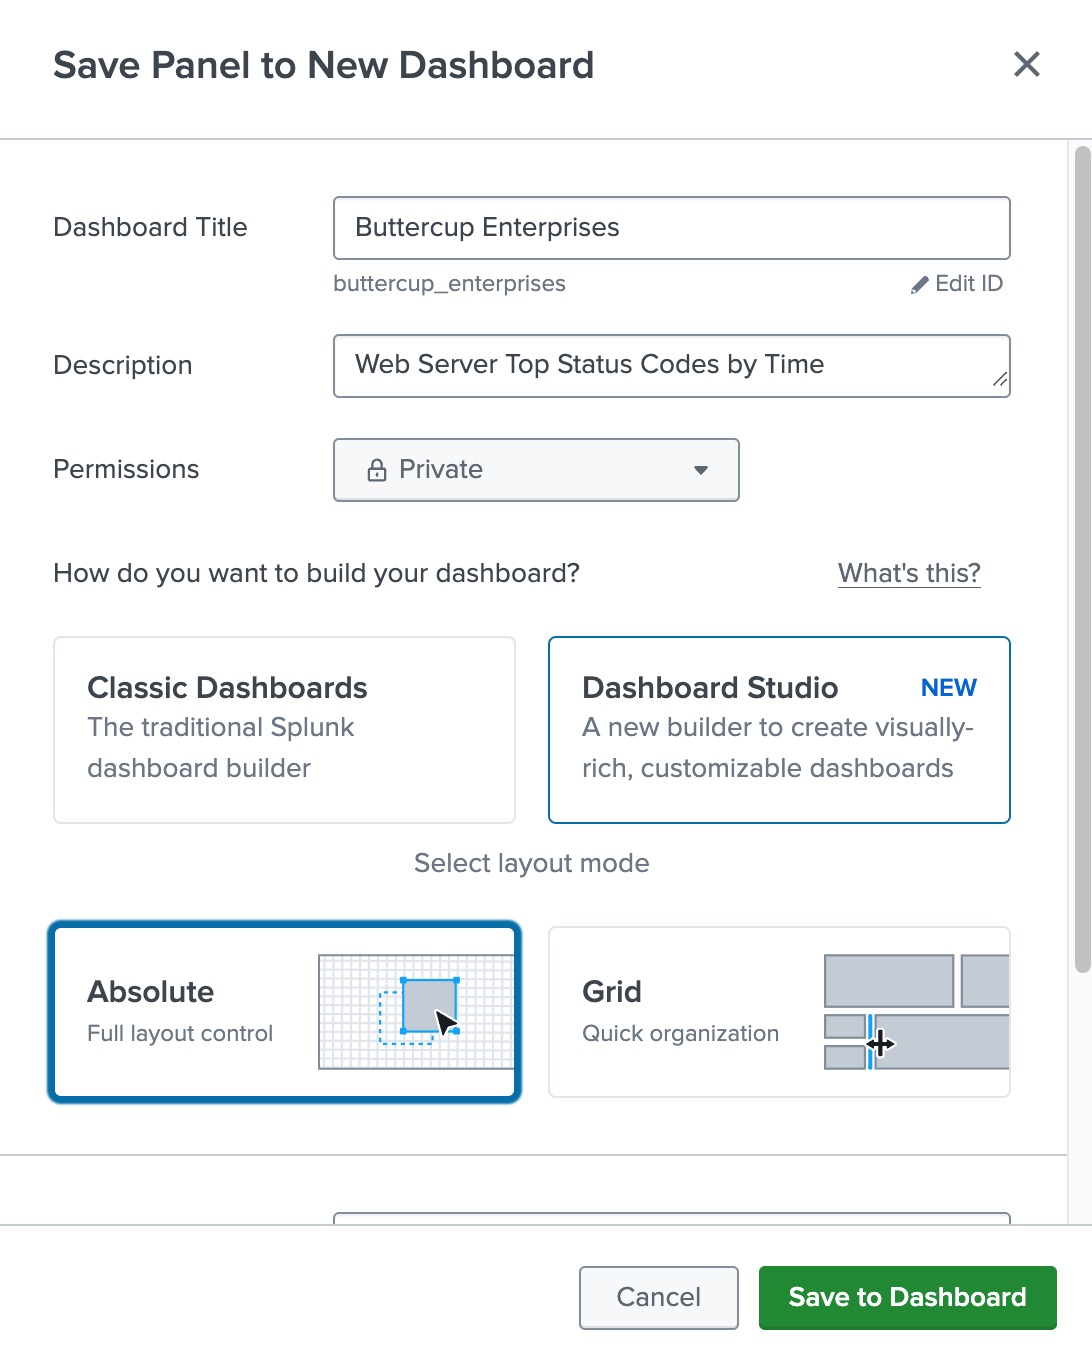 Save Panel to New Dashboard
Dashboard Title
Buttercup Enterprises
buttercup_enterprises
Edit ID
Description
Web Server Top Status Codes by Time
Permissions
Private
How do you want to build your dashboard?
What's this?
Classic Dashboards
The traditional Splunk
dashboard builder
Dashboard Studio
NEW
A new builder to create visually-
rich, customizable dashboards
Select layout mode
Absolute
Full layout control
Grid
Quick organization
Cancel
Save to Dashboard